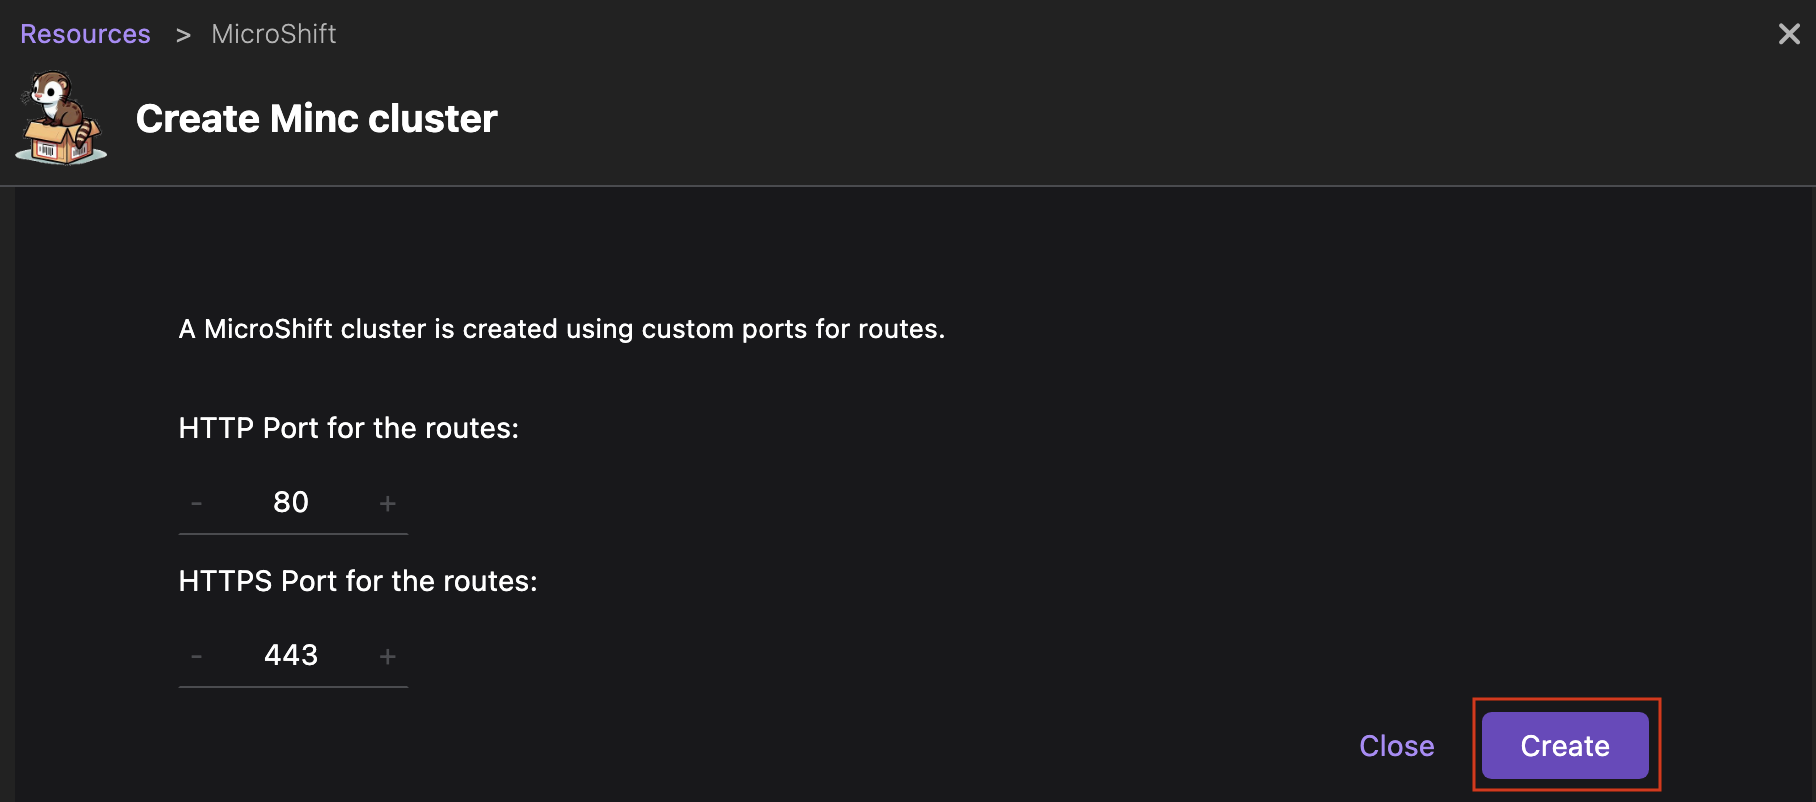 Resources > MicroShift
Create Minc cluster
A MicroShift cluster is created using custom ports for routes.
HTTP Port for the routes:
- 80 +
HTTPS Port for the routes:
- 443 +
Close Create